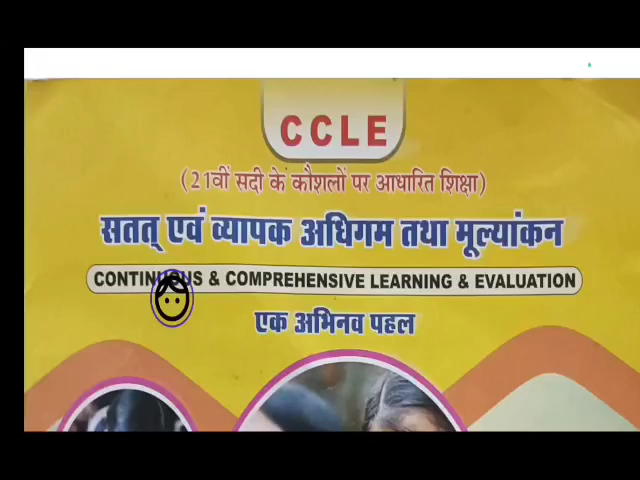 CCLE
(21वीं सदी के कौशलों पर आधारित शिक्षा)
सतत् एवं व्यापक अधिगम तथा मूल्यांकन
CONTINUOUS & COMPREHENSIVE LEARNING & EVALUATION
एक अभिनव पहल